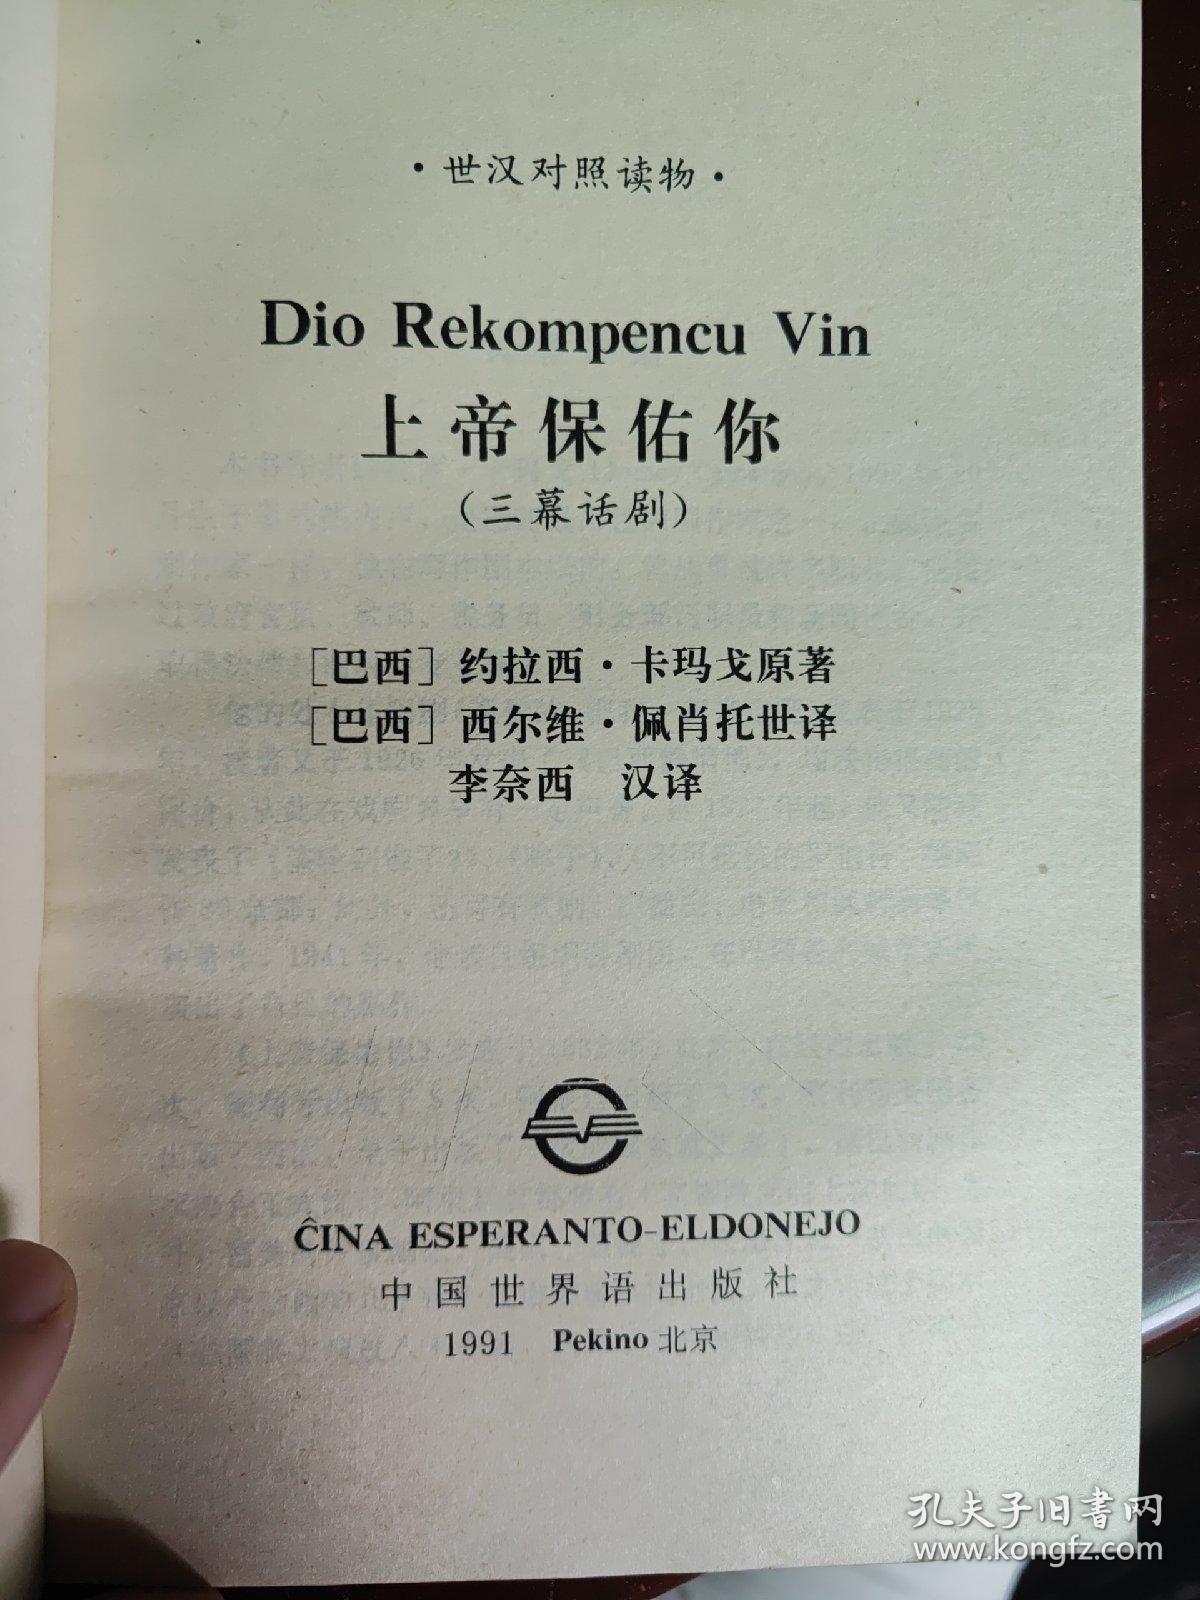 ·世汉对照读物·
Dio Rekompencu Vin
上帝保佑你
（三幕话剧）
［巴西］约拉西·卡玛戈原著
［巴西］西尔维·佩肖托世译
李奈西 汉译
ĈINA ESPERANTO-ELDONEJO
中国世界语出版社
1991 Pekino 北京
孔夫子旧书网
www.kongfz.com